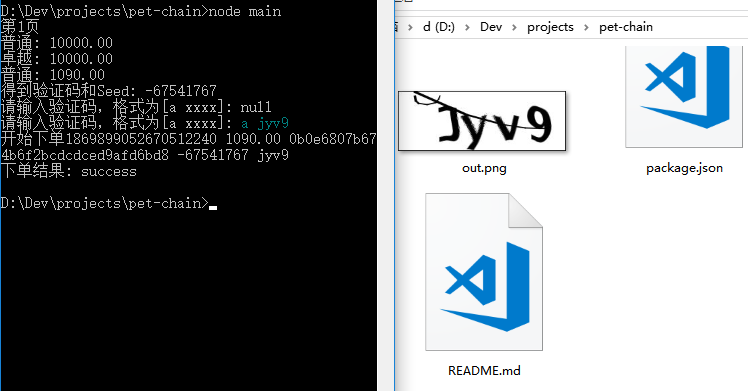 D:\Dev\projects\pet-chain>node main
第1页
普通: 10000.00
卓越: 10000.00
普通: 1090.00
得到验证码和Seed: -67541767
请输入验证码，格式为[a xxxx]: null
请输入验证码，格式为[a xxxx]: a jyv9
开始下单1869899052670512240 1090.00 0b0e6807b67
4b6f2bcdcdced9afd6bd8 -67541767 jyv9
下单结果: success
D:\Dev\projects\pet-chain>
d (D:) › Dev › projects › pet-chain
Jyv9
out.png
package.json
README.md